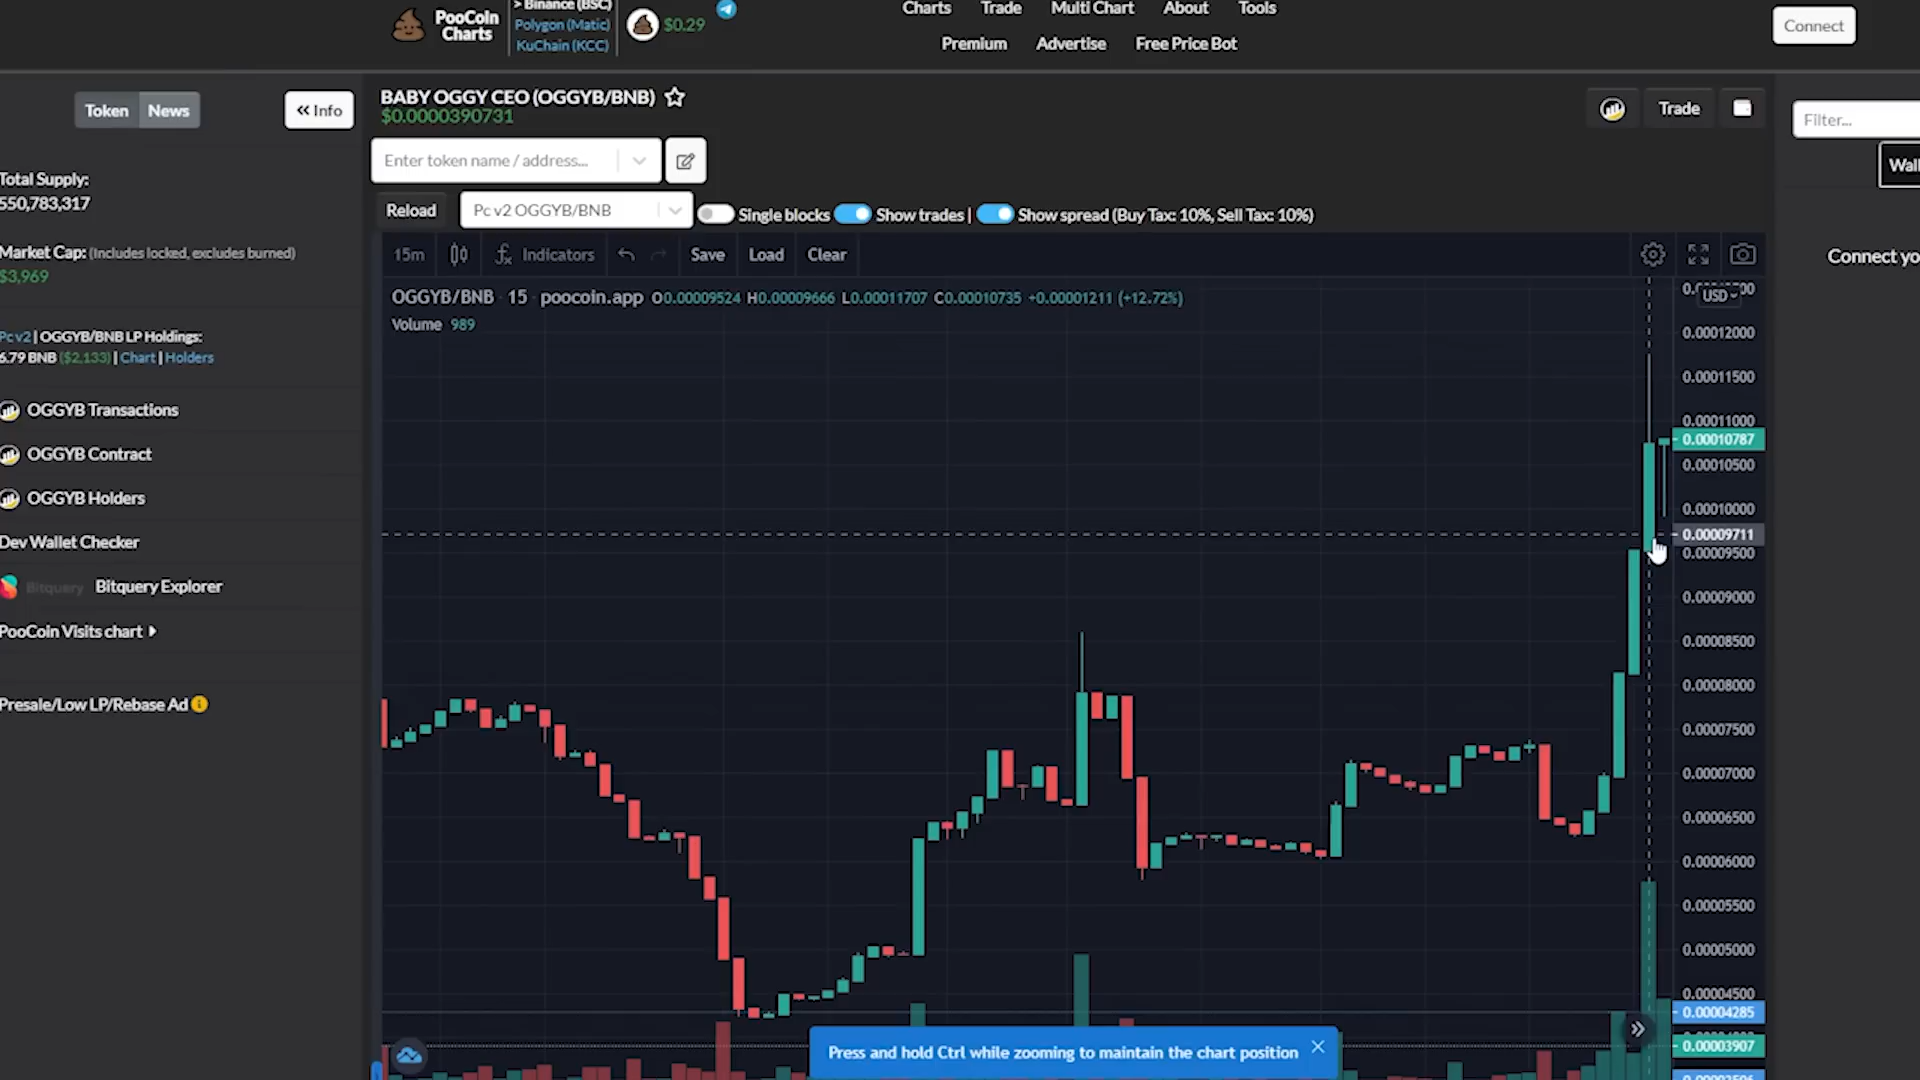 PooCoin
Charts
> Binance (BSC)
Polygon (Matic)
KuChain (KCC)
$0.29
Charts Trade Multi Chart About Tools
Premium Advertise Free Price Bot
Connect
Token News
« Info
BABY OGGY CEO (OGGYB/BNB)
$0.0000390731
Trade
Filter...
Enter token name / address...
Wall
Total Supply:
550,783,317
Reload
Pc v2 OGGYB/BNB
Single blocks Show trades | Show spread (Buy Tax: 10%, Sell Tax: 10%)
Market Cap: (Includes locked, excludes burned)
$3,969
15m Indicators Save Load Clear
Connect yo
OGGYB/BNB 15 poocoin.app O0.00009524 H0.00009666 L0.00011707 C0.00010735 +0.00001211 (+12.72%)
Volume 989
USD
Pc v2 | OGGYB/BNB LP Holdings:
6.79 BNB ($2,133) | Chart | Holders
OGGYB Transactions
OGGYB Contract
OGGYB Holders
Dev Wallet Checker
Bitquery Bitquery Explorer
PooCoin Visits chart
Presale/Low LP/Rebase Ad
0.00012000
0.00011500
0.00011000
0.00010787
0.00010500
0.00010000
0.00009711
0.00009500
0.00009000
0.00008500
0.00008000
0.00007500
0.00007000
0.00006500
0.00006000
0.00005500
0.00005000
0.00004500
0.00004285
0.00003907
Press and hold Ctrl while zooming to maintain the chart position